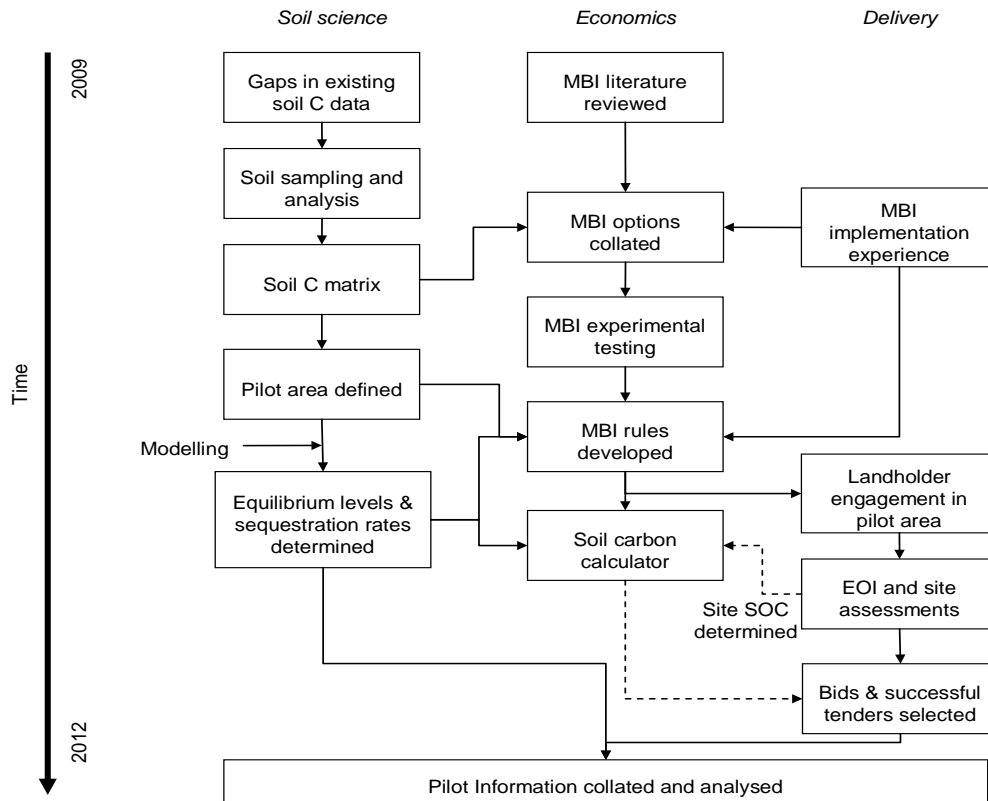 Soil science
Economics
Delivery
2009
Gaps in existing
soil C data
MBI literature
reviewed
Soil sampling and
analysis
MBI options
collated
MBI
implementation
experience
Soil C matrix
MBI experimental
testing
Time
Pilot area defined
Modelling
MBI rules
developed
Equilibrium levels &
sequestration rates
determined
Landholder
engagement in
pilot area
Soil carbon
calculator
EOI and site
assessments
Site SOC
determined
Bids & successful
tenders selected
2012
Pilot Information collated and analysed